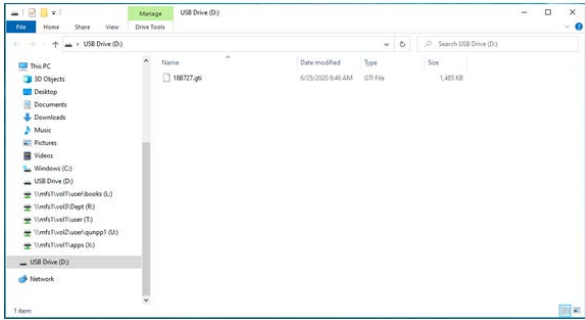 Manage USB Drive (D:)
File Home Share View Drive Tools
USB Drive (D:) Search USB Drive (D:)
This PC
3D Objects
Desktop
Documents
Downloads
Music
Pictures
Videos
Windows (C:)
USB Drive (D:)
\\mfs1\vol1\user\books (L:)
\\mfs1\vol3\Dept (R:)
\\mfs1\vol1\user (T:)
\\mfs1\vol2\user\qunpp1 (U:)
\\mfs1\vol1\apps (X:)
USB Drive (D:)
Network
Name Date modified Type Size
188727.gti 6/25/2020 8:46 AM GTI File 1,485 KB
1 item